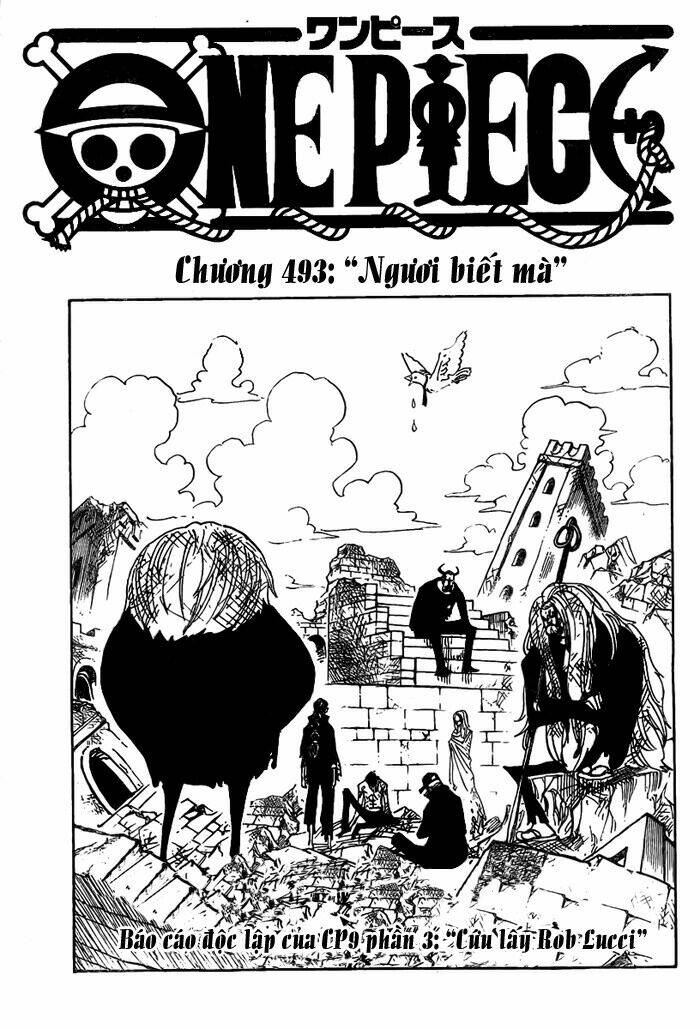 ワンピース
ONE PIECE
Chương 493: “Ngươi biết mà”
Báo cáo độc lập của CP9 phần 3: “Cứu lấy Rob Lucci”